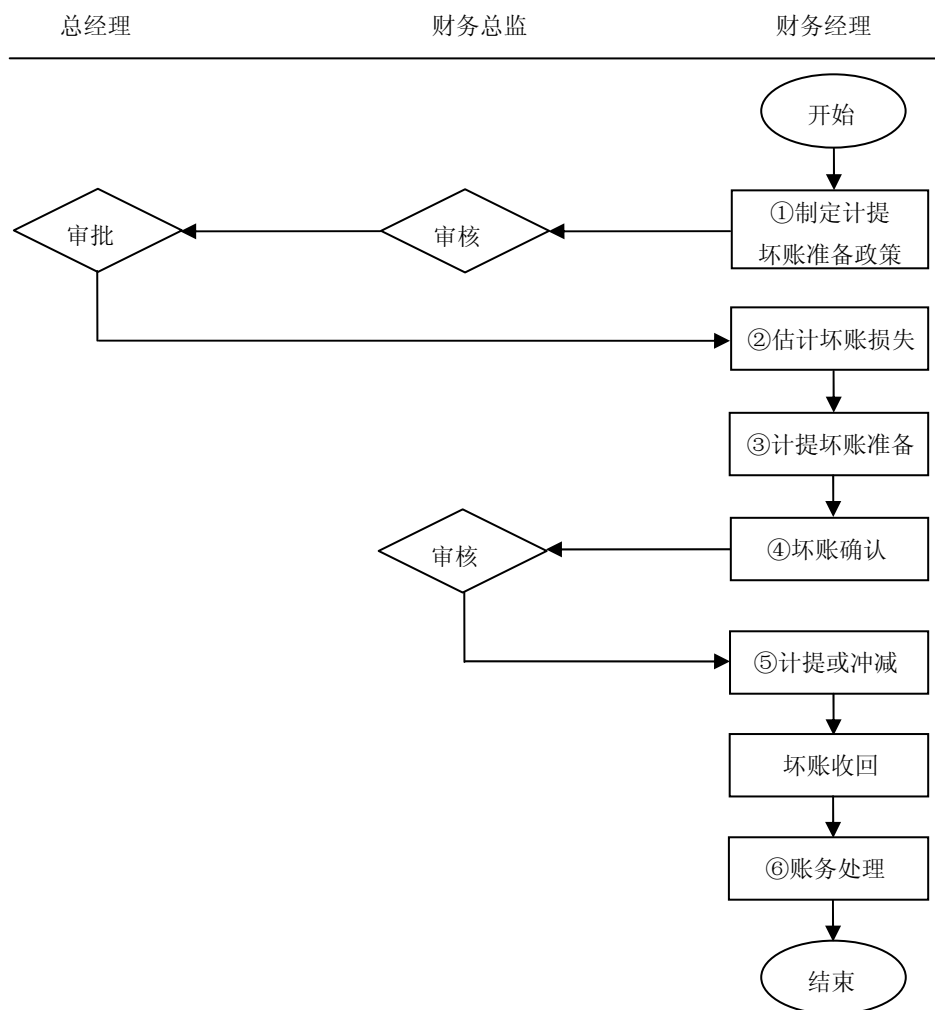 总经理 财务总监 财务经理
开始
①制定计提
坏账准备政策
审核
审批
②估计坏账损失
③计提坏账准备
④坏账确认
审核
⑤计提或冲减
坏账收回
⑥账务处理
结束